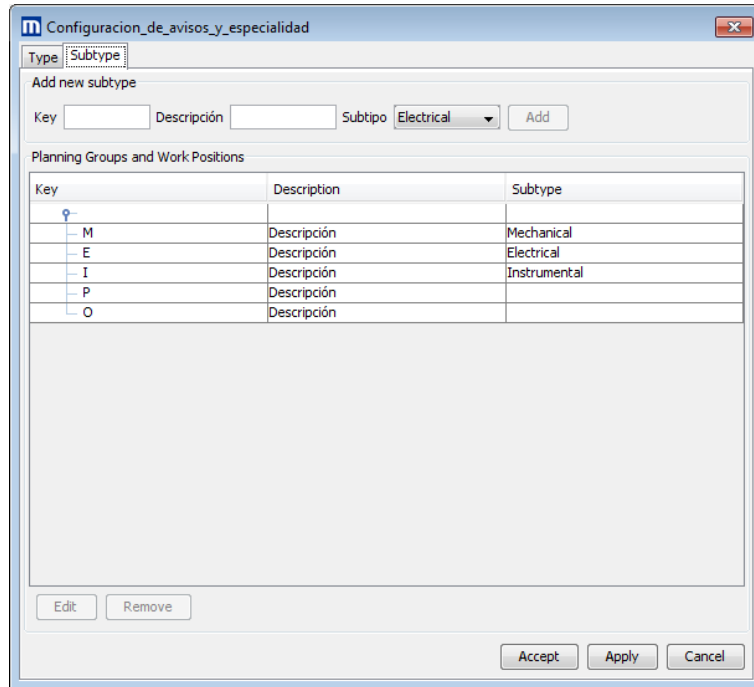 m Configuracion_de_avisos_y_especialidad
Type Subtype
Add new subtype
Key Descripción Subtipo Electrical Add
Planning Groups and Work Positions
Key Description Subtype
M Descripción Mechanical
E Descripción Electrical
I Descripción Instrumental
P Descripción
O Descripción
Edit Remove
Accept Apply Cancel